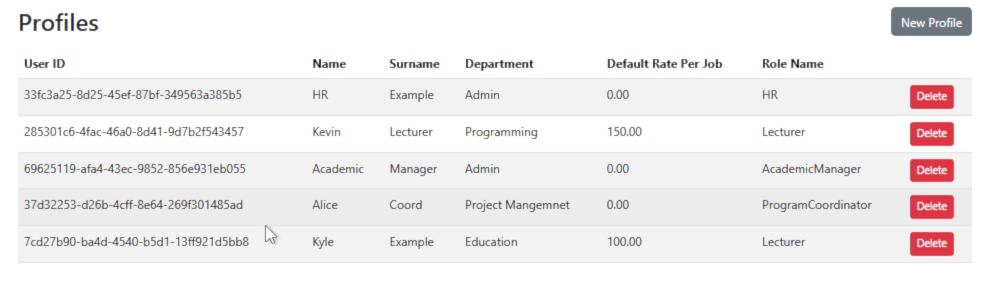 Profiles
New Profile
User ID Name Surname Department Default Rate Per Job Role Name
33fc3a25-8d25-45ef-87bf-349563a385b5 HR Example Admin 0.00 HR Delete
285301c6-4fac-46a0-8d41-9d7b2f543457 Kevin Lecturer Programming 150.00 Lecturer Delete
69625119-afa4-43ec-9852-856e931eb055 Academic Manager Admin 0.00 AcademicManager Delete
37d32253-d26b-4cff-8e64-269f301485ad Alice Coord Project Mangemnet 0.00 ProgramCoordinator Delete
7cd27b90-ba4d-4540-b5d1-13ff921d5bb8 Kyle Example Education 100.00 Lecturer Delete